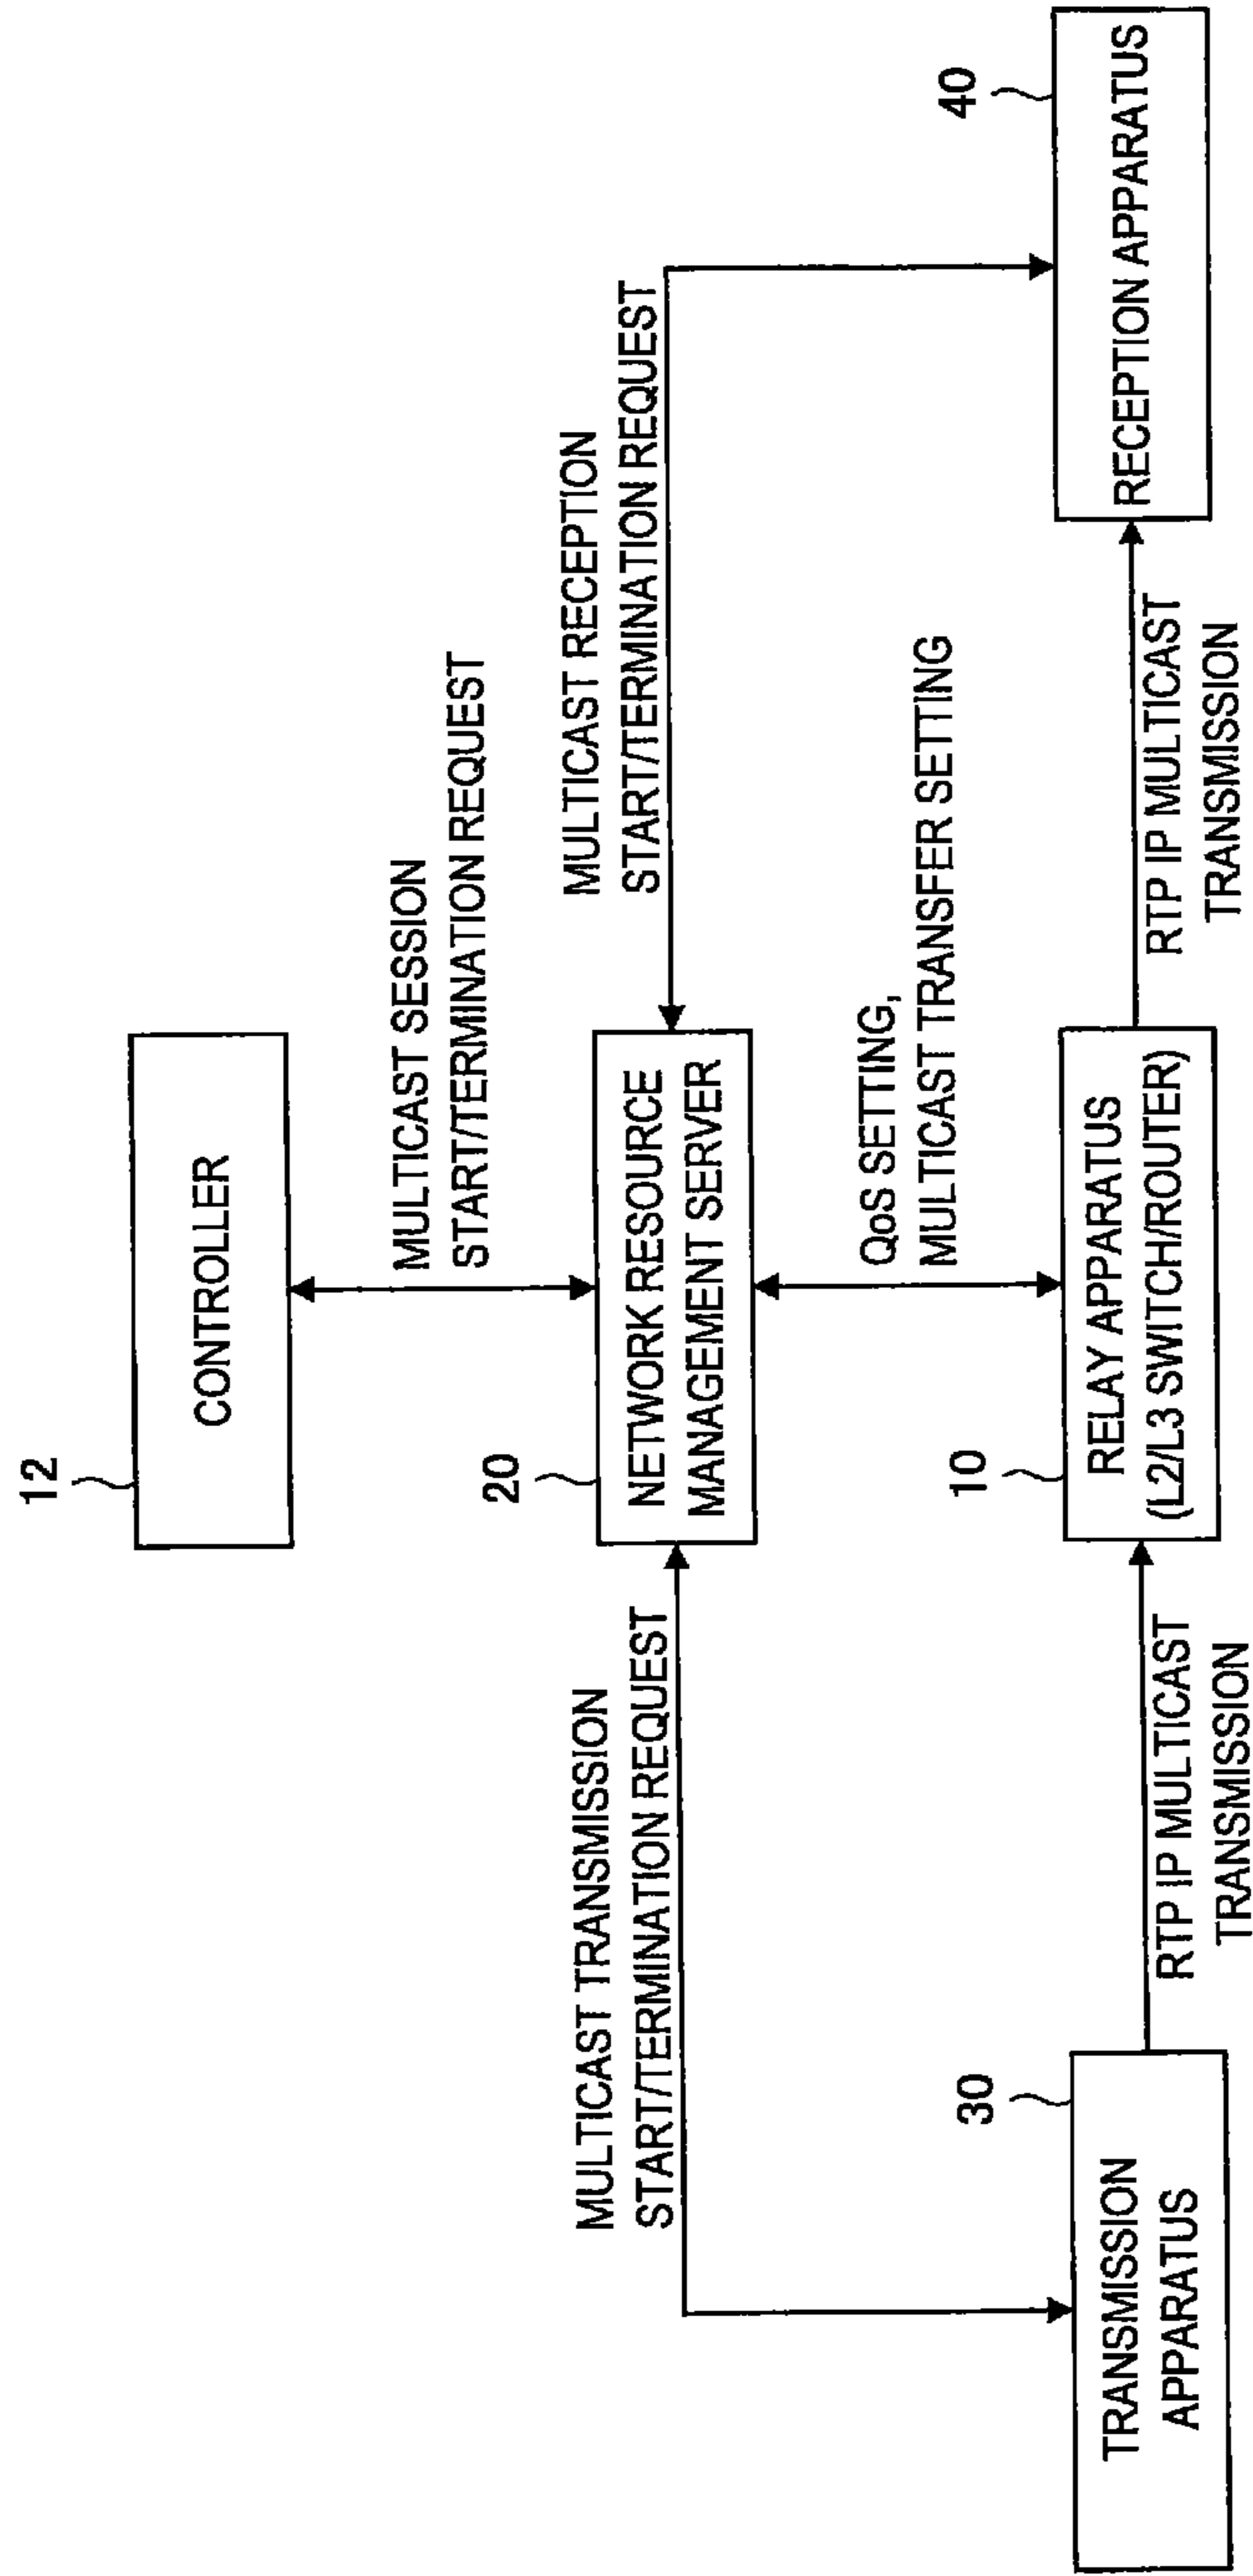 12
CONTROLLER
MULTICAST SESSION
START/TERMINATION REQUEST
20
NETWORK RESOURCE
MANAGEMENT SERVER
MULTICAST TRANSMISSION
START/TERMINATION REQUEST
MULTICAST RECEPTION
START/TERMINATION REQUEST
QoS SETTING,
MULTICAST TRANSFER SETTING
30
TRANSMISSION
APPARATUS
RTP IP MULTICAST
TRANSMISSION
10
RELAY APPARATUS
(L2/L3 SWITCH/ROUTER)
RTP IP MULTICAST
TRANSMISSION
40
RECEPTION APPARATUS